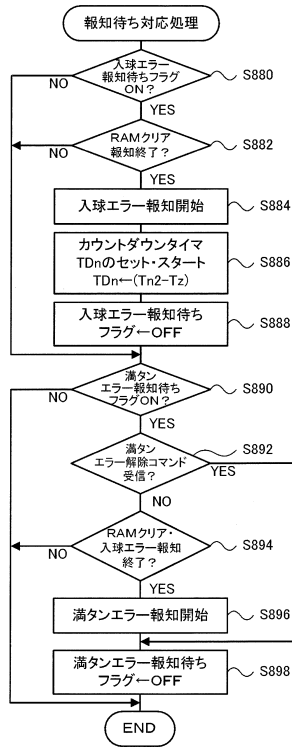 報知待ち対応処理
入球エラー
報知待ちフラグ
ON?
S880
NO
YES
RAMクリア
報知終了?
S882
NO
YES
入球エラー報知開始
S884
カウントダウンタイマ
TDnのセット・スタート
TDn←(Tn2-Tz)
S886
入球エラー報知待ち
フラグ←OFF
S888
満タン
エラー報知待ち
フラグON?
S890
NO
YES
満タン
エラー解除コマンド
受信?
S892
YES
NO
RAMクリア・
入球エラー報知
終了?
S894
NO
YES
満タンエラー報知開始
S896
満タンエラー報知待ち
フラグ←OFF
S898
END